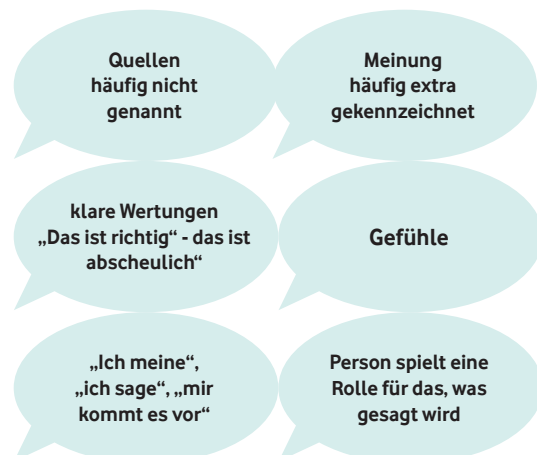 Quellen
häufig nicht
genannt
Meinung
häufig extra
gekennzeichnet
klare Wertungen
„Das ist richtig“ - das ist
abscheulich“
Gefühle
„Ich meine“,
„ich sage“, „mir
kommt es vor“
Person spielt eine
Rolle für das, was
gesagt wird